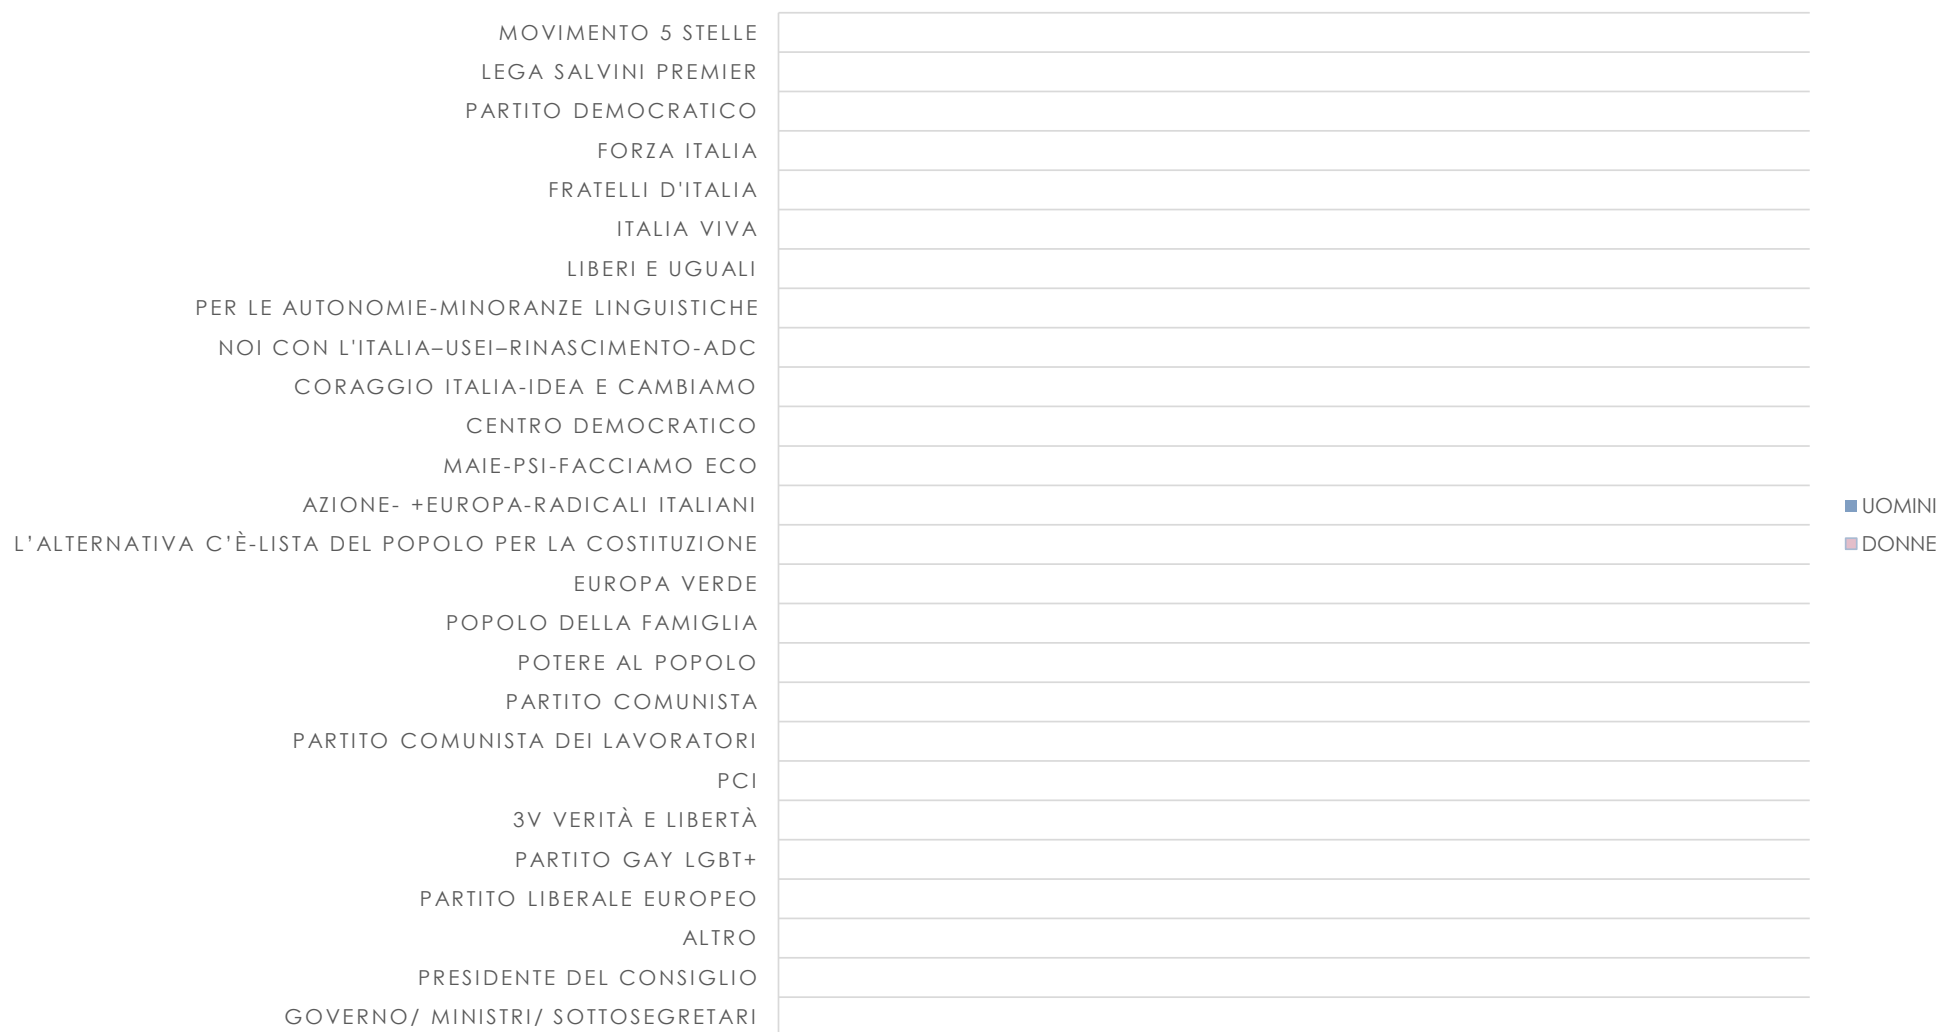 MOVIMENTO 5 STELLE
LEGA SALVINI PREMIER
PARTITO DEMOCRATICO
FORZA ITALIA
FRATELLI D'ITALIA
ITALIA VIVA
LIBERI E UGUALI
PER LE AUTONOMIE-MINORANZE LINGUISTICHE
NOI CON L'ITALIA–USEI–RINASCIMENTO-ADC
CORAGGIO ITALIA-IDEA E CAMBIAMO
CENTRO DEMOCRATICO
MAIE-PSI-FACCIAMO ECO
AZIONE- +EUROPA-RADICALI ITALIANI
L’ALTERNATIVA C’È-LISTA DEL POPOLO PER LA COSTITUZIONE
EUROPA VERDE
POPOLO DELLA FAMIGLIA
POTERE AL POPOLO
PARTITO COMUNISTA
PARTITO COMUNISTA DEI LAVORATORI
PCI
3V VERITÀ E LIBERTÀ
PARTITO GAY LGBT+
PARTITO LIBERALE EUROPEO
ALTRO
PRESIDENTE DEL CONSIGLIO
GOVERNO/ MINISTRI/ SOTTOSEGRETARI
UOMINI
DONNE